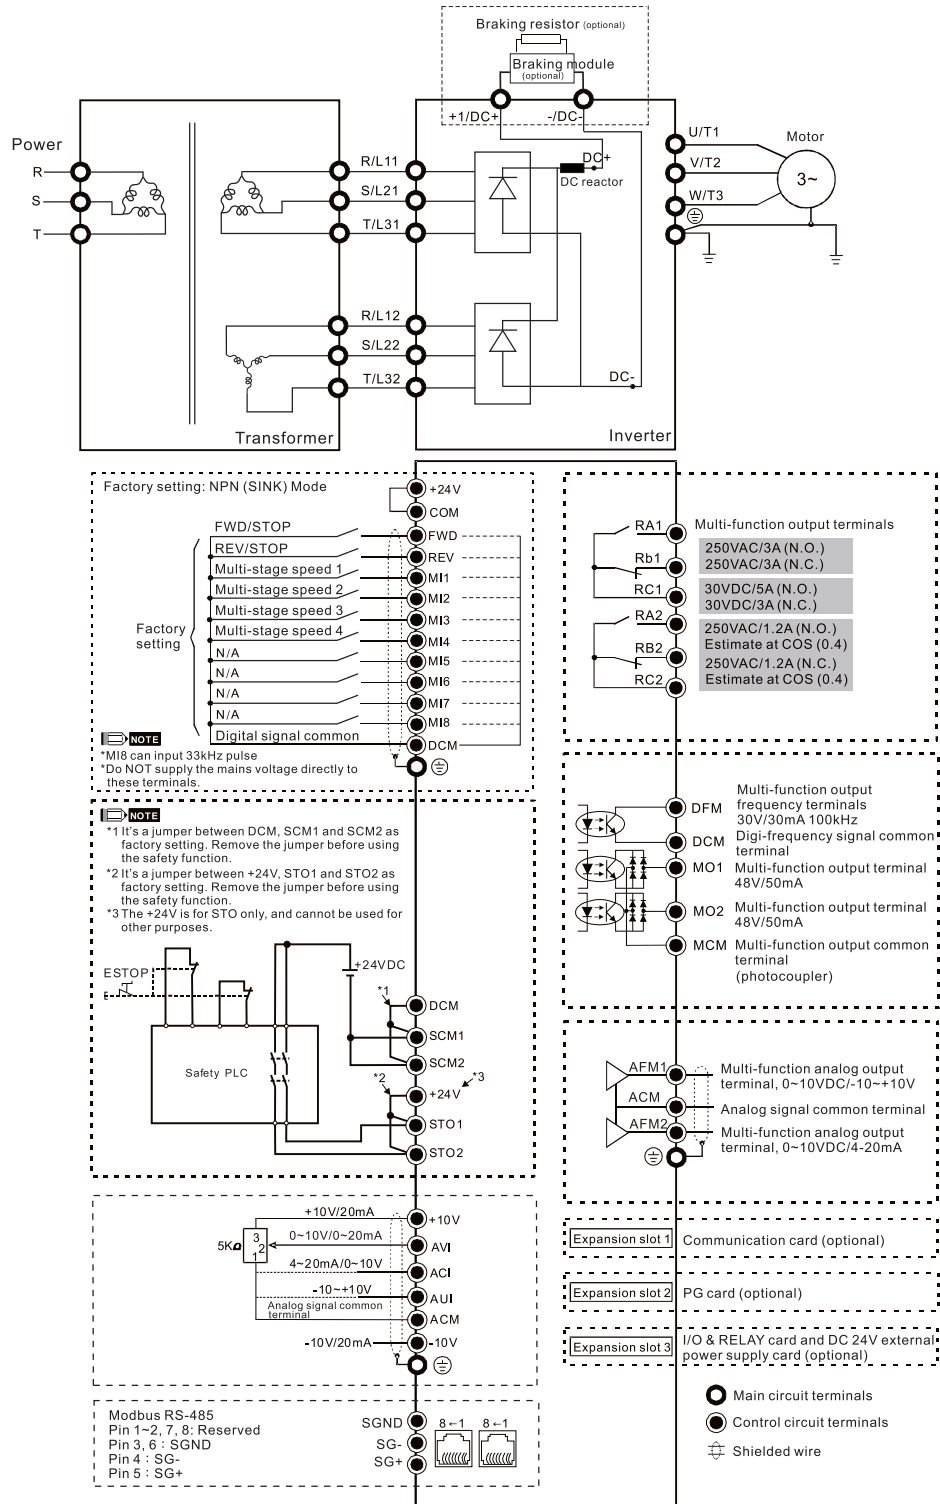 Braking resistor (optional)
Braking module
(optional)
+1/DC+
-/DC-
Power
R
S
T
R/L11
S/L21
T/L31
DC+
DC reactor
U/T1
V/T2
W/T3
Motor
3~
R/L12
S/L22
T/L32
DC-
Transformer
Inverter
Factory setting: NPN (SINK) Mode
+24V
COM
FWD/STOP
FWD
REV/STOP
REV
Multi-stage speed 1
MI1
Multi-stage speed 2
MI2
Multi-stage speed 3
MI3
Multi-stage speed 4
MI4
Factory
setting
N/A
MI5
N/A
MI6
N/A
MI7
N/A
MI8
Digital signal common
DCM
NOTE
*MI8 can input 33kHz pulse
*Do NOT supply the mains voltage directly to
these terminals.
RA1
Rb1
RC1
RA2
RB2
RC2
Multi-function output terminals
250VAC/3A (N.O.)
250VAC/3A (N.C.)
30VDC/5A (N.O.)
30VDC/3A (N.C.)
250VAC/1.2A (N.O.)
Estimate at COS (0.4)
250VAC/1.2A (N.C.)
Estimate at COS (0.4)
NOTE
*1 It's a jumper between DCM, SCM1 and SCM2 as
factory setting. Remove the jumper before using
the safety function.
*2 It's a jumper between +24V, STO1 and STO2 as
factory setting. Remove the jumper before using
the safety function.
*3 The +24V is for STO only, and cannot be used for
other purposes.
ESTOP
+24VDC
*1
DCM
SCM1
SCM2
Safety PLC
*2
*3
+24V
STO1
STO2
DFM
Multi-function output
frequency terminals
30V/30mA 100kHz
DCM
Digi-frequency signal common
terminal
MO1
Multi-function output terminal
48V/50mA
MO2
Multi-function output terminal
48V/50mA
MCM
Multi-function output common
terminal
(photocoupler)
AFM1
Multi-function analog output
terminal, 0~10VDC/-10~+10V
ACM
Analog signal common terminal
AFM2
Multi-function analog output
terminal, 0~10VDC/4-20mA
+10V/20mA
+10V
5KΩ
3
2
1
0~10V/0~20mA
AVI
4~20mA/0~10V
ACI
-10~+10V
AUI
Analog signal common
terminal
ACM
-10V/20mA
-10V
Expansion slot 1
Communication card (optional)
Expansion slot 2
PG card (optional)
Expansion slot 3
I/O & RELAY card and DC 24V external
power supply card (optional)
Main circuit terminals
Control circuit terminals
Shielded wire
Modbus RS-485
Pin 1~2, 7, 8: Reserved
Pin 3, 6 : SGND
Pin 4 : SG-
Pin 5 : SG+
SGND
SG-
SG+
8←1
8←1